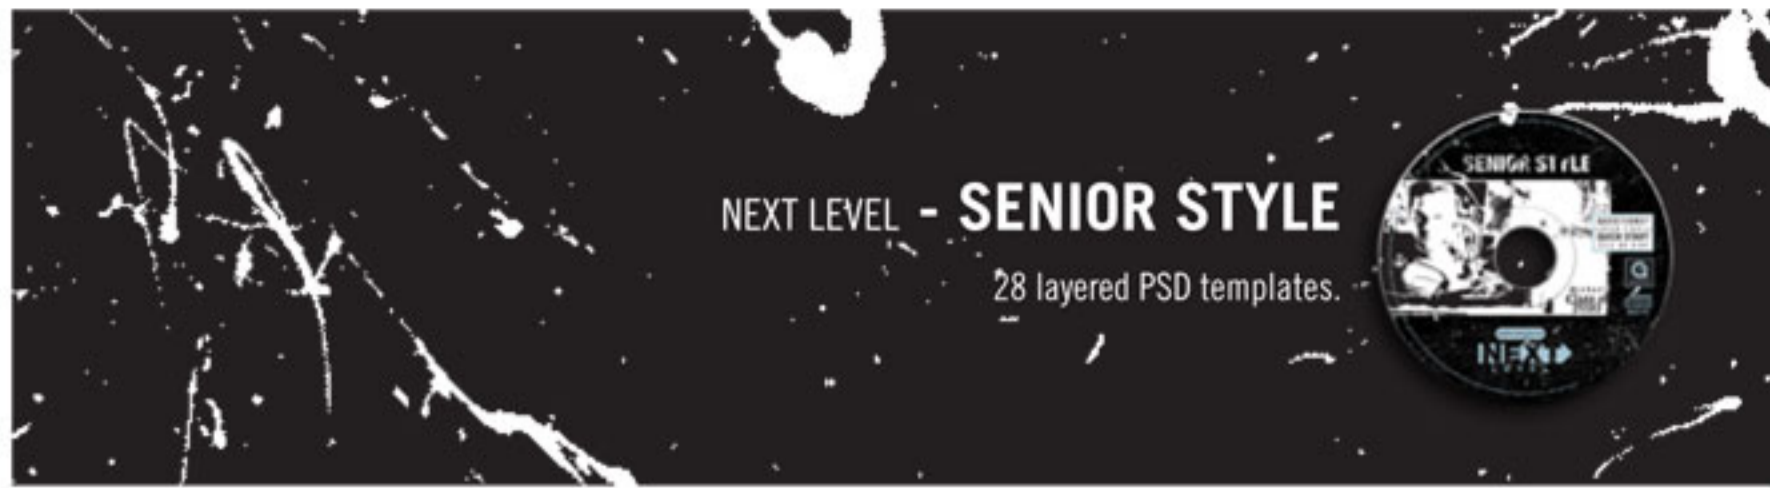 NEXT LEVEL - SENIOR STYLE
28 layered PSD templates.
SENIOR STYLE
NEXT